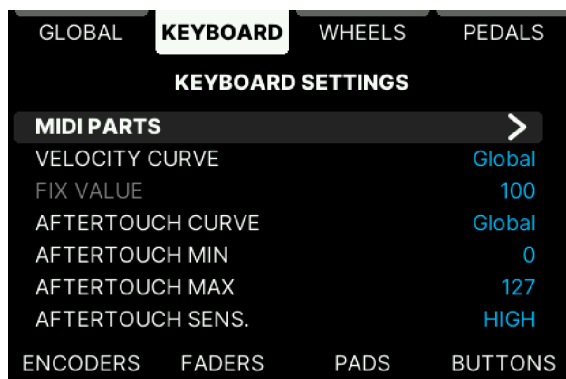 GLOBAL KEYBOARD WHEELS PEDALS
KEYBOARD SETTINGS
MIDI PARTS >
VELOCITY CURVE Global
FIX VALUE 100
AFTERTOUCH CURVE Global
AFTERTOUCH MIN 0
AFTERTOUCH MAX 127
AFTERTOUCH SENS. HIGH
ENCODERS FADERS PADS BUTTONS